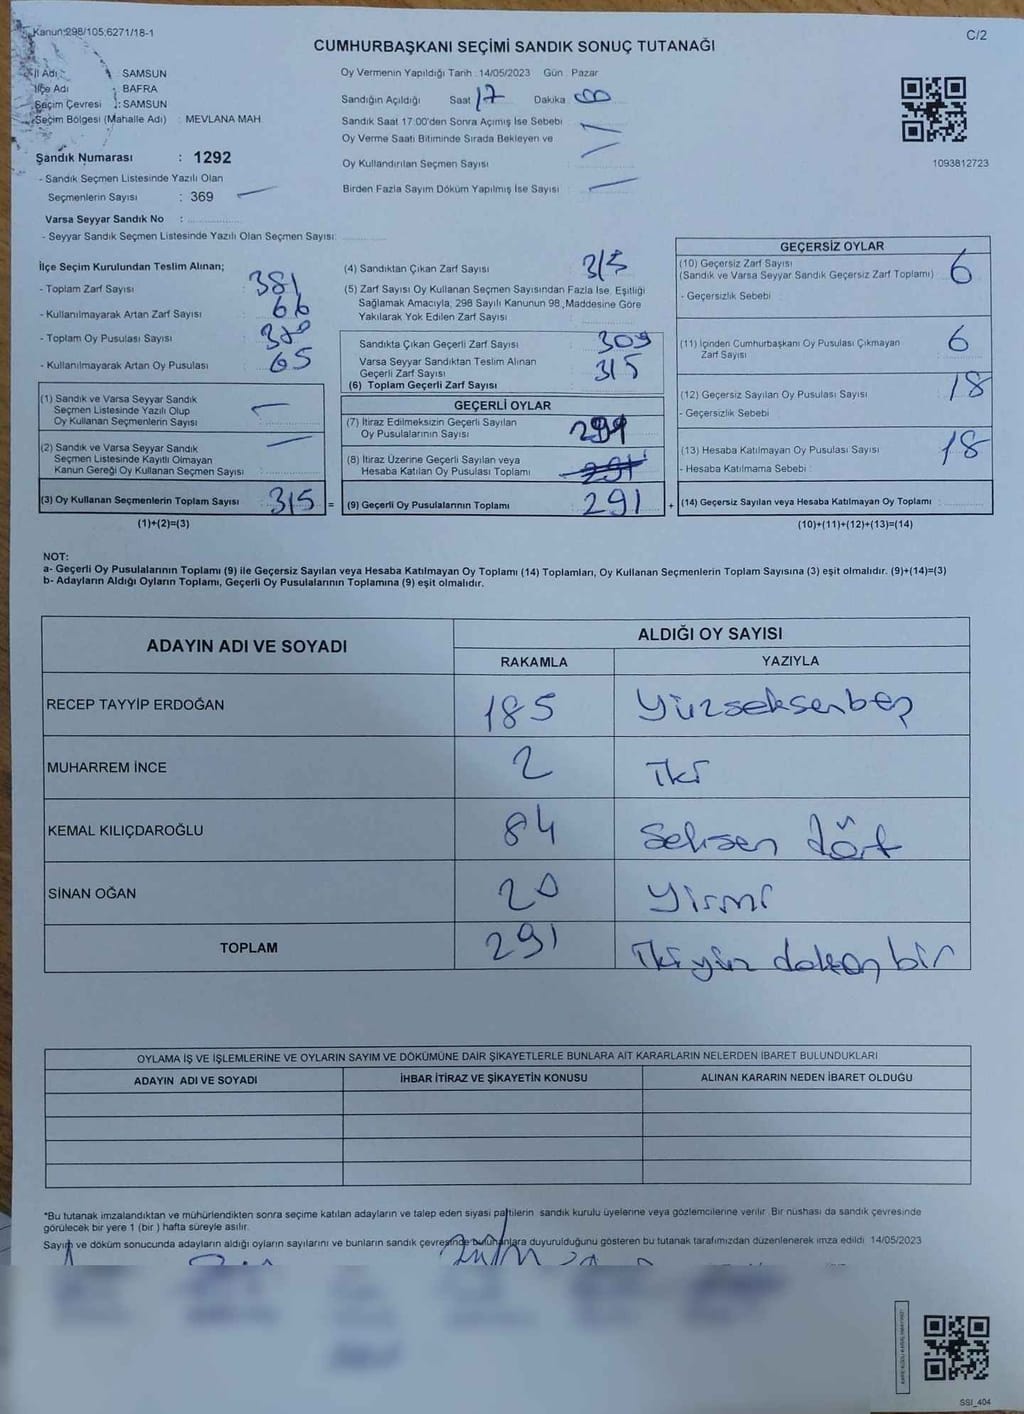 Kanun:298/105,6271/18-1
C/2
CUMHURBAŞKANI SEÇİMİ SANDIK SONUÇ TUTANAĞI
İl Adı : SAMSUN
İlçe Adı : BAFRA
Seçim Çevresi : SAMSUN
Seçim Bölgesi (Mahalle Adı) : MEVLANA MAH.
Oy Vermenin Yapıldığı Tarih : 14/05/2023 Gün : Pazar
Sandığın Açıldığı Saat 17 Dakika 00
Sandık Saat 17:00'den Sonra Açımış İse Sebebi
Oy Verme Saati Bitiminde Sırada Bekleyen ve
Oy Kullandırılan Seçmen Sayısı
Birden Fazla Sayım Döküm Yapılmış İse Sayısı
1093812723
Şandık Numarası : 1292
- Sandık Seçmen Listesinde Yazılı Olan
Seçmenlerin Sayısı : 369
Varsa Seyyar Sandık No :
- Seyyar Sandık Seçmen Listesinde Yazılı Olan Seçmen Sayısı:
İlçe Seçim Kurulundan Teslim Alınan;
- Toplam Zarf Sayısı : 381
- Kullanılmayarak Artan Zarf Sayısı : 66
- Toplam Oy Pusulası Sayısı : 380
- Kullanılmayarak Artan Oy Pusulası : 65
(1) Sandık ve Varsa Seyyar Sandık
Seçmen Listesinde Yazılı Olup
Oy Kullanan Seçmenlerin Sayısı
(2) Sandık ve Varsa Seyyar Sandık
Seçmen Listesinde Kayıtlı Olmayan
Kanun Gereği Oy Kullanan Seçmen Sayısı
(3) Oy Kullanan Seçmenlerin Toplam Sayısı 315 =
(1)+(2)=(3)
(4) Sandıktan Çıkan Zarf Sayısı : 315
(5) Zarf Sayısı Oy Kullanan Seçmen Sayısından Fazla İse, Eşitliği
Sağlamak Amacıyla, 298 Sayılı Kanunun 98.Maddesine Göre
Yakılarak Yok Edilen Zarf Sayısı
Sandıkta Çıkan Geçerli Zarf Sayısı : 309
Varsa Seyyar Sandıktan Teslim Alınan
Geçerli Zarf Sayısı : 315
(6) Toplam Geçerli Zarf Sayısı
GEÇERLİ OYLAR
(7) İtiraz Edilmeksizin Geçerli Sayılan
Oy Pusulalarının Sayısı 291
(8) İtiraz Üzerine Geçerli Sayılan veya
Hesaba Katılan Oy Pusulası Toplamı 291
(9) Geçerli Oy Pusulalarının Toplamı 291 +
GEÇERSİZ OYLAR
(10) Geçersiz Zarf Sayısı
(Sandık ve Varsa Seyyar Sandık Geçersiz Zarf Toplamı) : 6
- Geçersizlik Sebebi
(11) İçinden Cumhurbaşkanı Oy Pusulası Çıkmayan
Zarf Sayısı 6
(12) Geçersiz Sayılan Oy Pusulası Sayısı 18
- Geçersizlik Sebebi
(13) Hesaba Katılmayan Oy Pusulası Sayısı 18
- Hesaba Katılmama Sebebi :
(14) Geçersiz Sayılan veya Hesaba Katılmayan Oy Toplamı
(10)+(11)+(12)+(13)=(14)
NOT:
a- Geçerli Oy Pusulalarının Toplamı (9) ile Geçersiz Sayılan veya Hesaba Katılmayan Oy Toplamı (14) Toplamları, Oy Kullanan Seçmenlerin Toplam Sayısına (3) eşit olmalıdır. (9)+(14)=(3)
b- Adayların Aldığı Oyların Toplamı, Geçerli Oy Pusulalarının Toplamına (9) eşit olmalıdır.
ADAYIN ADI VE SOYADI
ALDIĞI OY SAYISI
RAKAMLA YAZIYLA
RECEP TAYYİP ERDOĞAN 185 Yüzseksenbeş
MUHARREM İNCE 2 İki
KEMAL KILIÇDAROĞLU 84 Seksen dört
SİNAN OĞAN 20 Yirmi
TOPLAM 291 İkiyüz doksan bir
OYLAMA İŞ VE İŞLEMLERİNE VE OYLARIN SAYIM VE DÖKÜMÜNE DAİR ŞİKAYETLERLE BUNLARA AİT KARARLARIN NELERDEN İBARET BULUNDUKLARI
ADAYIN ADI VE SOYADI İHBAR İTİRAZ VE ŞİKAYETİN KONUSU ALINAN KARARIN NEDEN İBARET OLDUĞU
*Bu tutanak imzalandıktan ve mühürlendikten sonra seçime katılan adayların ve talep eden siyasi partilerin sandık kurulu üyelerine veya gözlemcilerine verilir. Bir nüshası da sandık çevresinde
görülecek bir yere 1 (bir ) hafta süreyle asılır.
Sayım ve döküm sonucunda adayların aldığı oyların sayılarını ve bunların sandık çevresinde bulunanlara duyurulduğunu gösteren bu tutanak tarafımızdan düzenlenerek imza edildi 14/05/2023
SSI_404